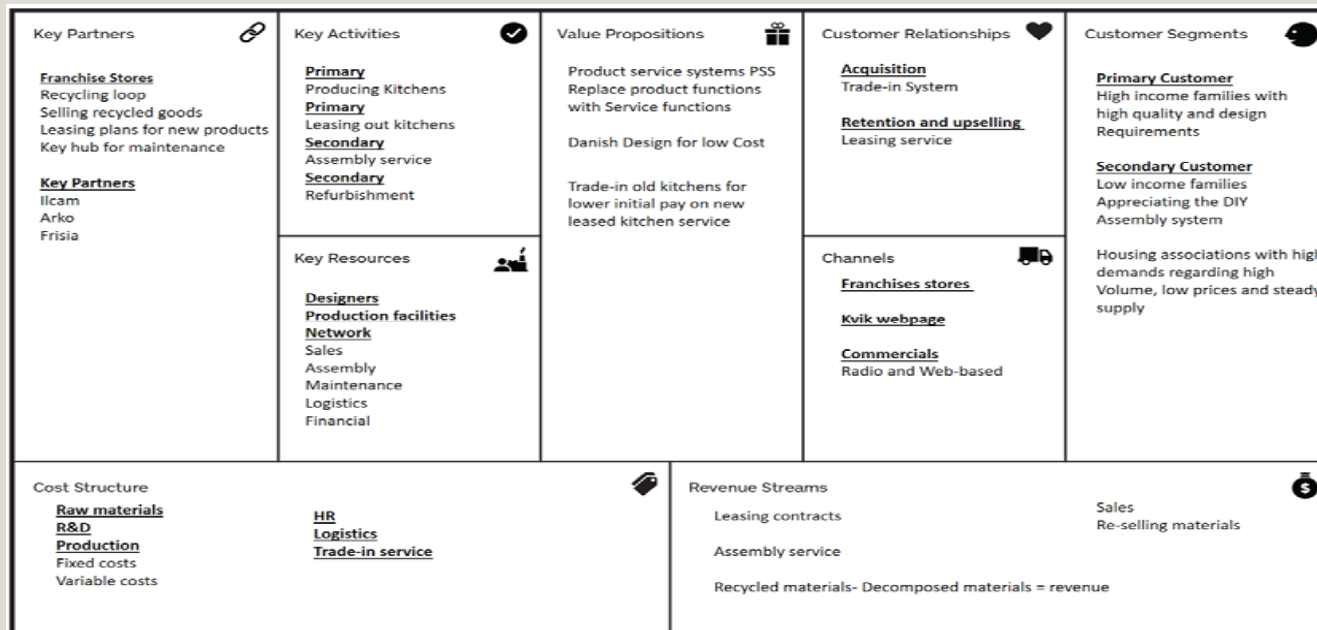 Key Partners
Franchise Stores
Recycling loop
Selling recycled goods
Leasing plans for new products
Key hub for maintenance
Key Partners
Ilcam
Arko
Frisia
Key Activities
Primary
Producing Kitchens
Primary
Leasing out kitchens
Secondary
Assembly service
Secondary
Refurbishment
Key Resources
Designers
Production facilities
Network
Sales
Assembly
Maintenance
Logistics
Financial
Value Propositions
Product service systems PSS
Replace product functions
with Service functions
Danish Design for low Cost
Trade-in old kitchens for
lower initial pay on new
leased kitchen service
Customer Relationships
Acquisition
Trade-in System
Retention and upselling
Leasing service
Channels
Franchises stores
Kvik webpage
Commercials
Radio and Web-based
Customer Segments
Primary Customer
High income families with
high quality and design
Requirements
Secondary Customer
Low income families
Appreciating the DIY
Assembly system
Housing associations with high
demands regarding high
Volume, low prices and steady
supply
Cost Structure
Raw materials
R&D
Production
Fixed costs
Variable costs
HR
Logistics
Trade-in service
Revenue Streams
$
Leasing contracts
Assembly service
Recycled materials- Decomposed materials = revenue
Sales
Re-selling materials